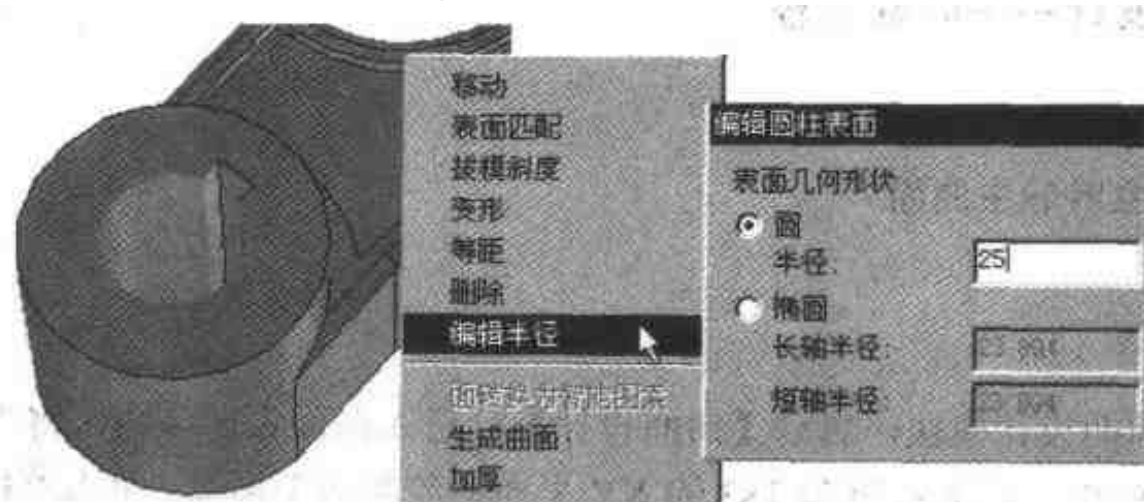 移动
表面匹配
拔模斜度
变形
等距
删除
编辑半径
生成曲面
加厚
编辑圆柱表面
表面几何形状
圆
半径:
25
椭圆
长轴半径:
短轴半径: